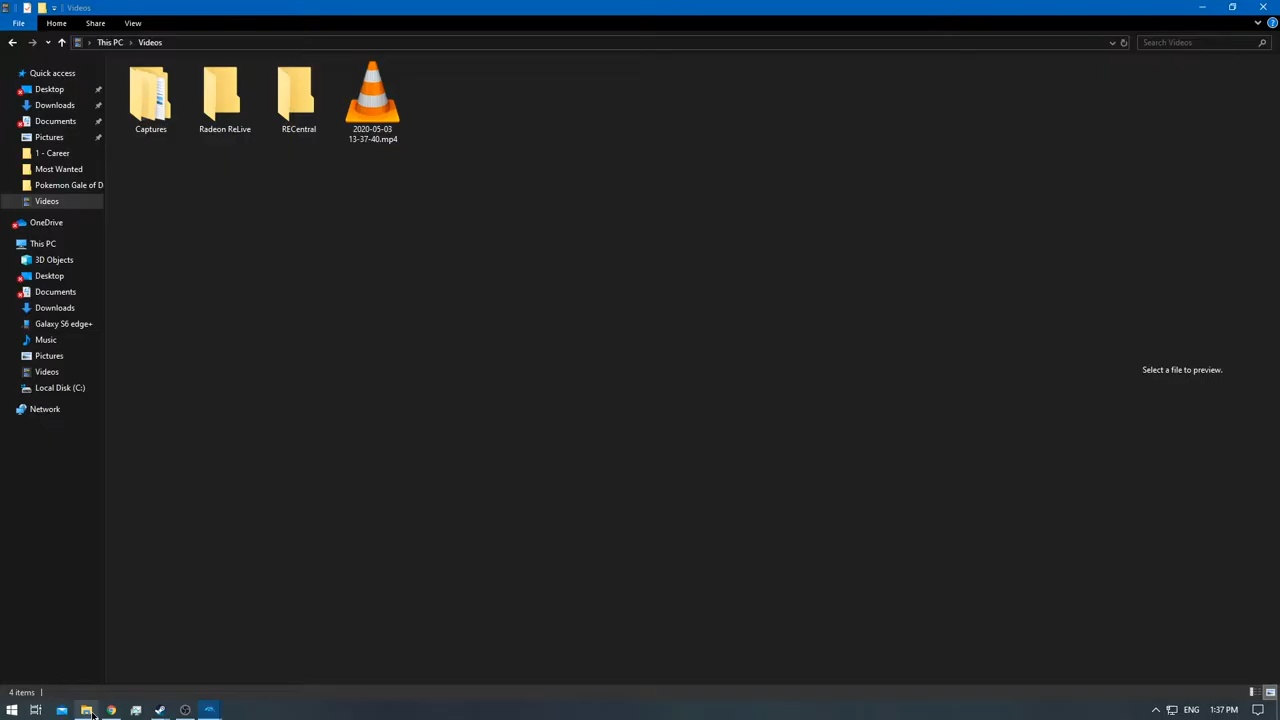 Videos
File Home Share View
This PC Videos Search Videos
Quick access
Desktop
Downloads
Documents
Pictures
1 - Career
Most Wanted
Pokemon Gale of D
Videos
OneDrive
This PC
3D Objects
Desktop
Documents
Downloads
Galaxy S6 edge+
Music
Pictures
Videos
Local Disk (C:)
Network
Captures
Radeon ReLive
RECentral
2020-05-03
13-37-40.mp4
Select a file to preview.
4 items
ENG 1:37 PM